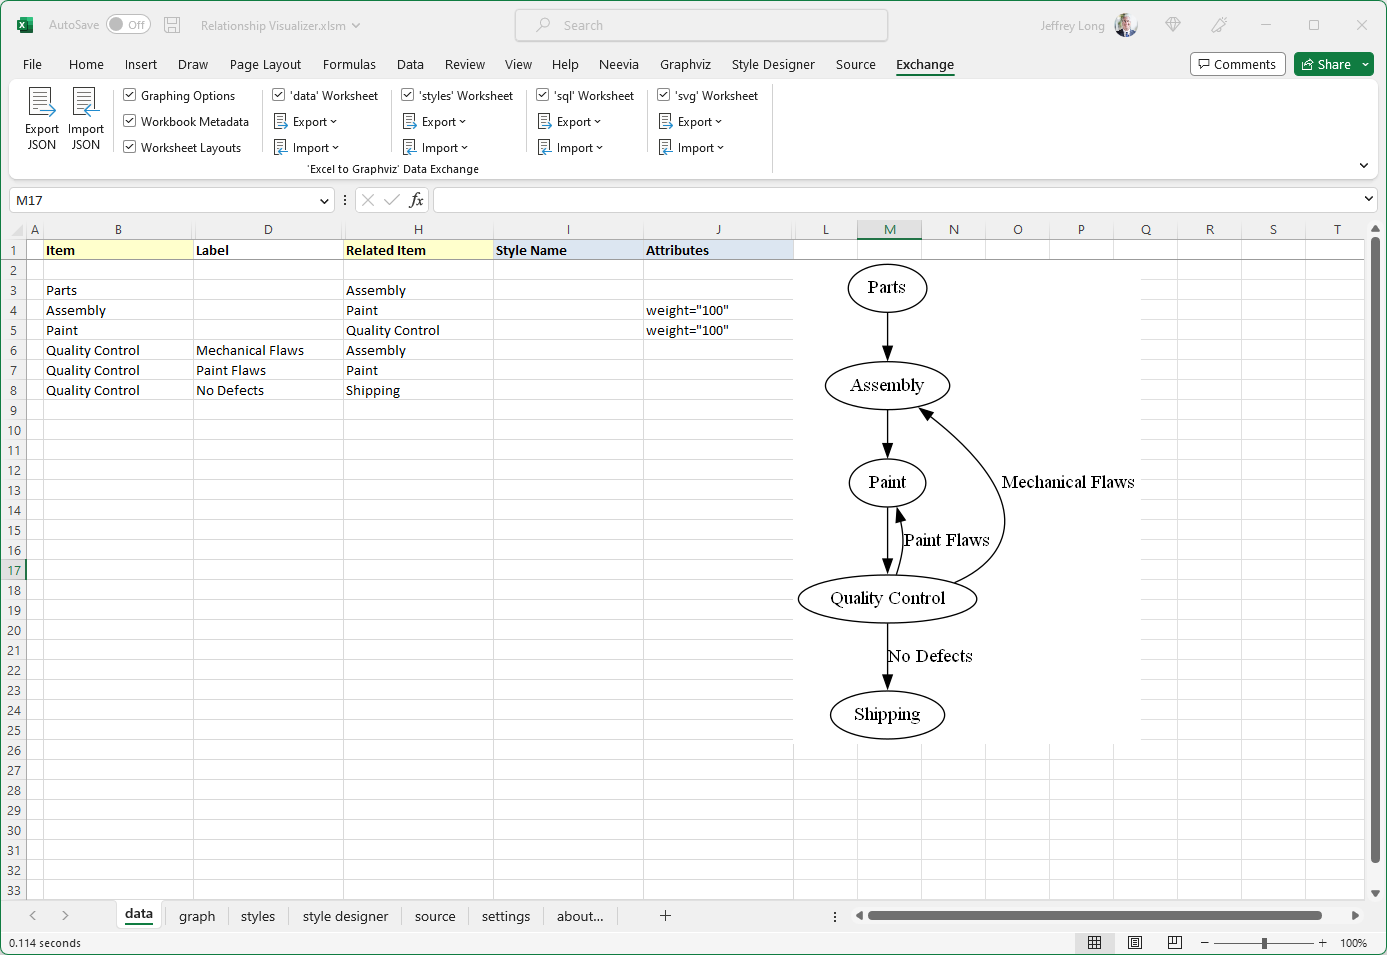 AutoSave Off Relationship Visualizer.xlsm Search Jeffrey Long
File Home Insert Draw Page Layout Formulas Data Review View Help Neevia Graphviz Style Designer Source Exchange Comments Share
Export JSON
Import JSON
Graphing Options
Workbook Metadata
Worksheet Layouts
'data' Worksheet
Export
Import
'styles' Worksheet
Export
Import
'sql' Worksheet
Export
Import
'svg' Worksheet
Export
Import
'Excel to Graphviz' Data Exchange
M17 fx
A B D H I J L M N O P Q R S T
1 Item Label Related Item Style Name Attributes
2
3 Parts Assembly
4 Assembly Paint weight="100"
5 Paint Quality Control weight="100"
6 Quality Control Mechanical Flaws Assembly
7 Quality Control Paint Flaws Paint
8 Quality Control No Defects Shipping
9
10
11
12
13
14
15
16
17
18
19
20
21
22
23
24
25
26
27
28
29
30
31
32
33
Parts
Assembly
Paint
Mechanical Flaws
Paint Flaws
Quality Control
No Defects
Shipping
data graph styles style designer source settings about...
0.114 seconds 100%